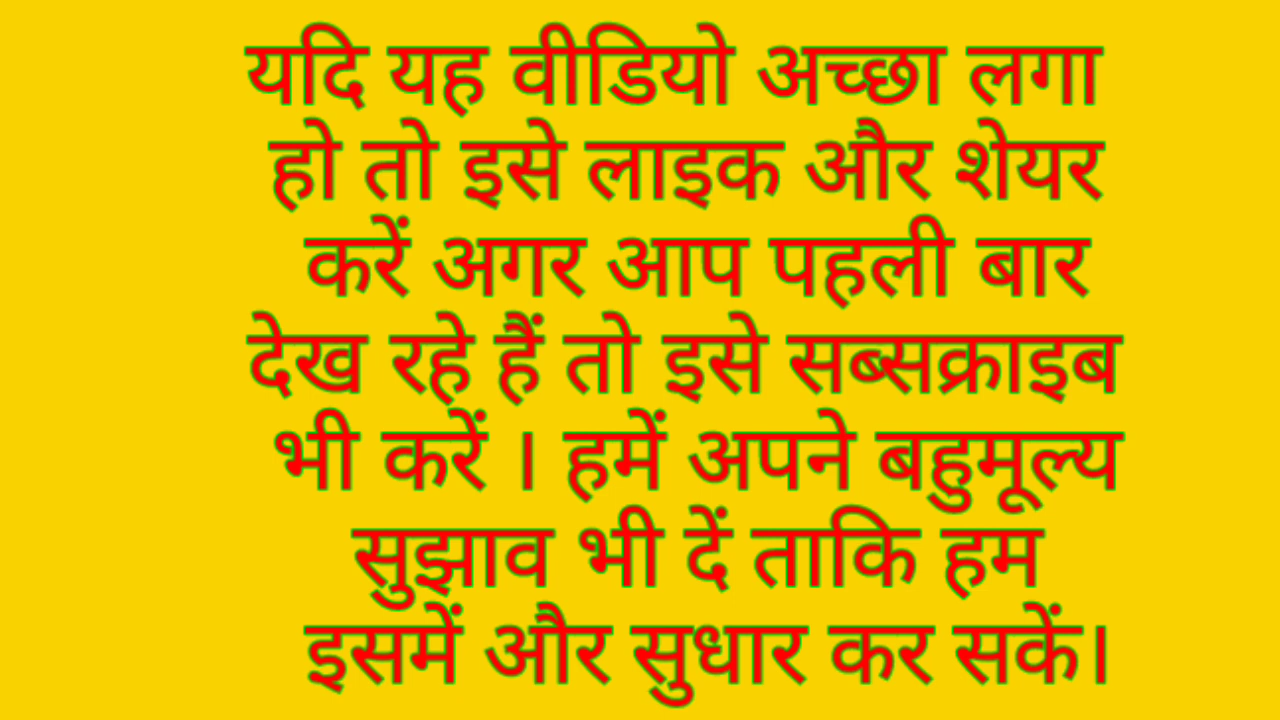 यदि यह वीडियो अच्छा लगा
हो तो इसे लाइक और शेयर
करें अगर आप पहली बार
देख रहे हैं तो इसे सब्सक्राइब
भी करें । हमें अपने बहुमूल्य
सुझाव भी दें ताकि हम
इसमें और सुधार कर सकें।